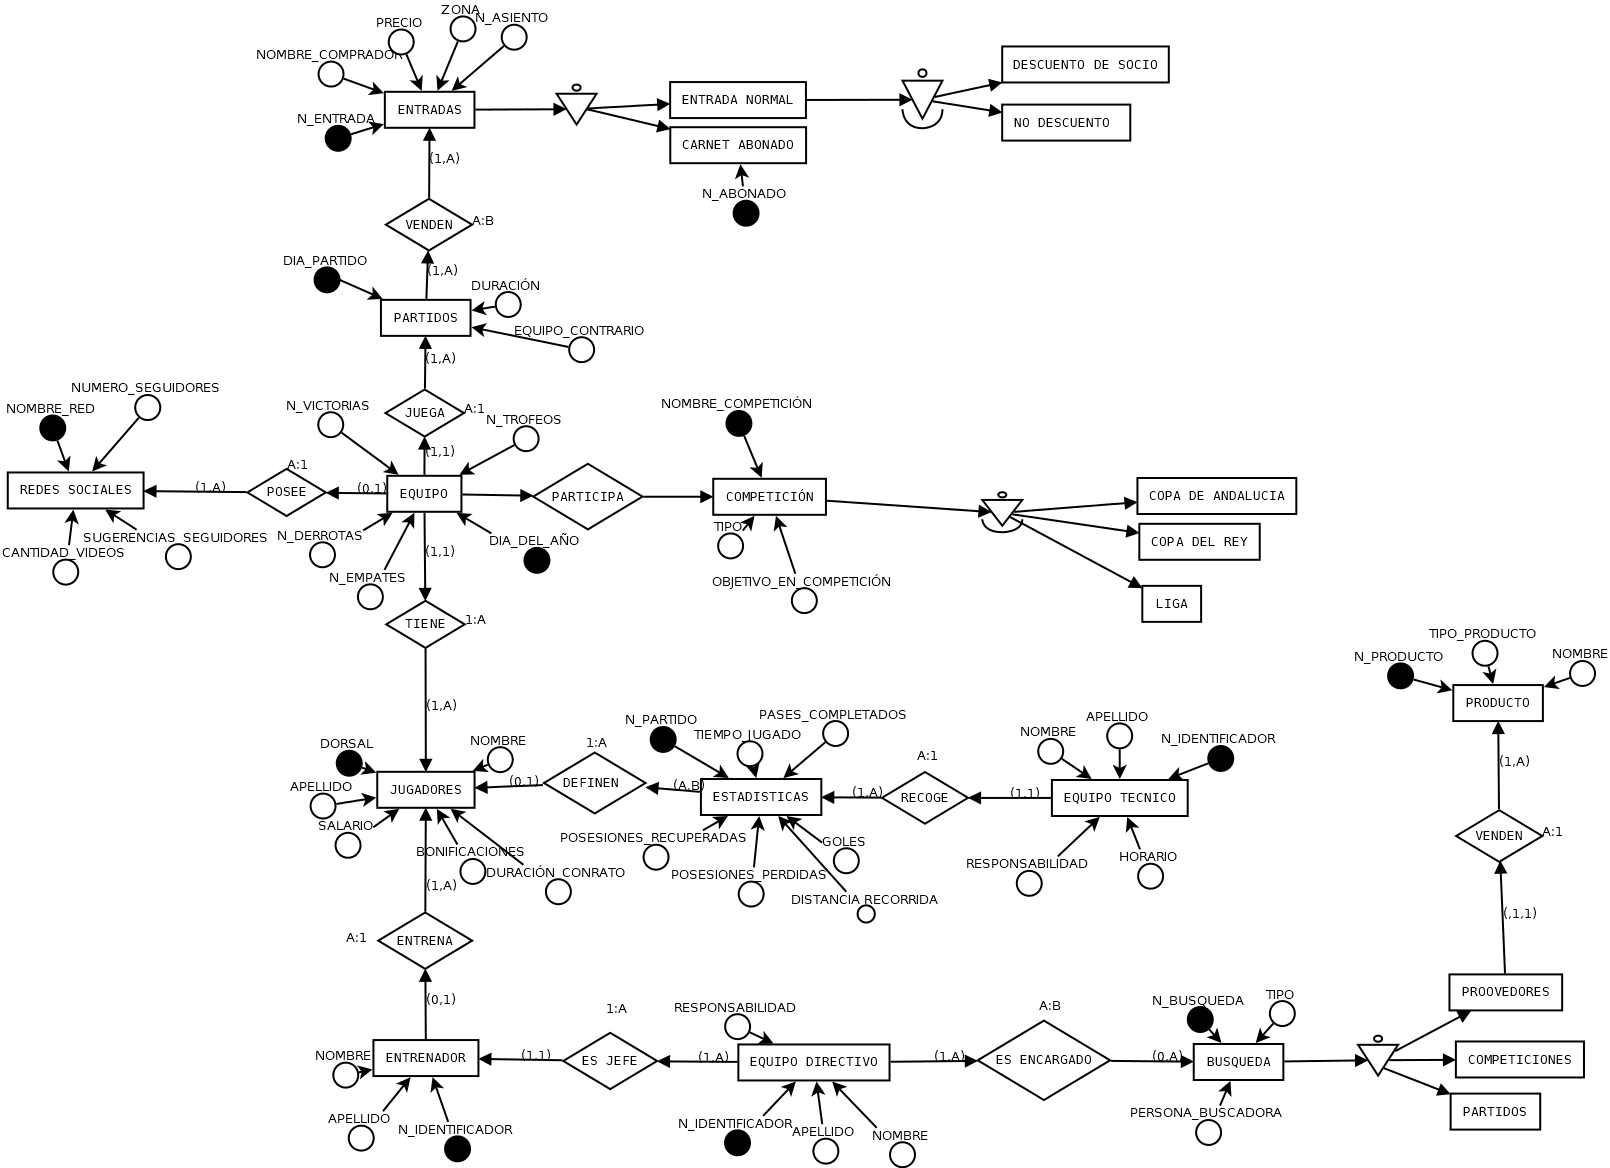 ZONA
N_ASIENTO
PRECIO
NOMBRE_COMPRADOR
DESCUENTO DE SOCIO
ENTRADAS
ENTRADA NORMAL
N_ENTRADA
NO DESCUENTO
CARNET ABONADO
(1,A)
N_ABONADO
VENDEN
A:B
DIA_PARTIDO
(1,A)
DURACIÓN
PARTIDOS
EQUIPO_CONTRARIO
(1,A)
NUMERO_SEGUIDORES
NOMBRE_RED
N_VICTORIAS
JUEGA
A:1
N_TROFEOS
NOMBRE_COMPETICIÓN
(1,1)
A:1
REDES SOCIALES
(1,A)
POSEE
(0,1)
EQUIPO
PARTICIPA
COMPETICIÓN
COPA DE ANDALUCIA
TIPO
CANTIDAD_VIDEOS
SUGERENCIAS_SEGUIDORES
N_DERROTAS
(1,1)
DIA_DEL_AÑO
COPA DEL REY
N_EMPATES
OBJETIVO_EN_COMPETICIÓN
LIGA
TIENE
1:A
TIPO_PRODUCTO
N_PRODUCTO
NOMBRE
(1,A)
PRODUCTO
N_PARTIDO
PASES_COMPLETADOS
APELLIDO
TIEMPO_JUGADO
NOMBRE
N_IDENTIFICADOR
DORSAL
NOMBRE
1:A
A:1
(1,A)
APELLIDO
JUGADORES
(0,1)
DEFINEN
(A,B)
ESTADISTICAS
(1,A)
RECOGE
(1,1)
EQUIPO TECNICO
SALARIO
BONIFICACIONES
DURACIÓN_CONRATO
POSESIONES_RECUPERADAS
GOLES
POSESIONES_PERDIDAS
DISTANCIA RECORRIDA
RESPONSABILIDAD
HORARIO
VENDEN
A:1
(1,A)
(,1,1)
A:1
ENTRENA
(0,1)
PROOVEDORES
1:A
RESPONSABILIDAD
A:B
N_BUSQUEDA
TIPO
NOMBRE
ENTRENADOR
(1,1)
ES JEFE
(1,A)
EQUIPO DIRECTIVO
(1,A)
ES ENCARGADO
(0,A)
BUSQUEDA
COMPETICIONES
APELLIDO
N_IDENTIFICADOR
N_IDENTIFICADOR
APELLIDO
NOMBRE
PERSONA_BUSCADORA
PARTIDOS